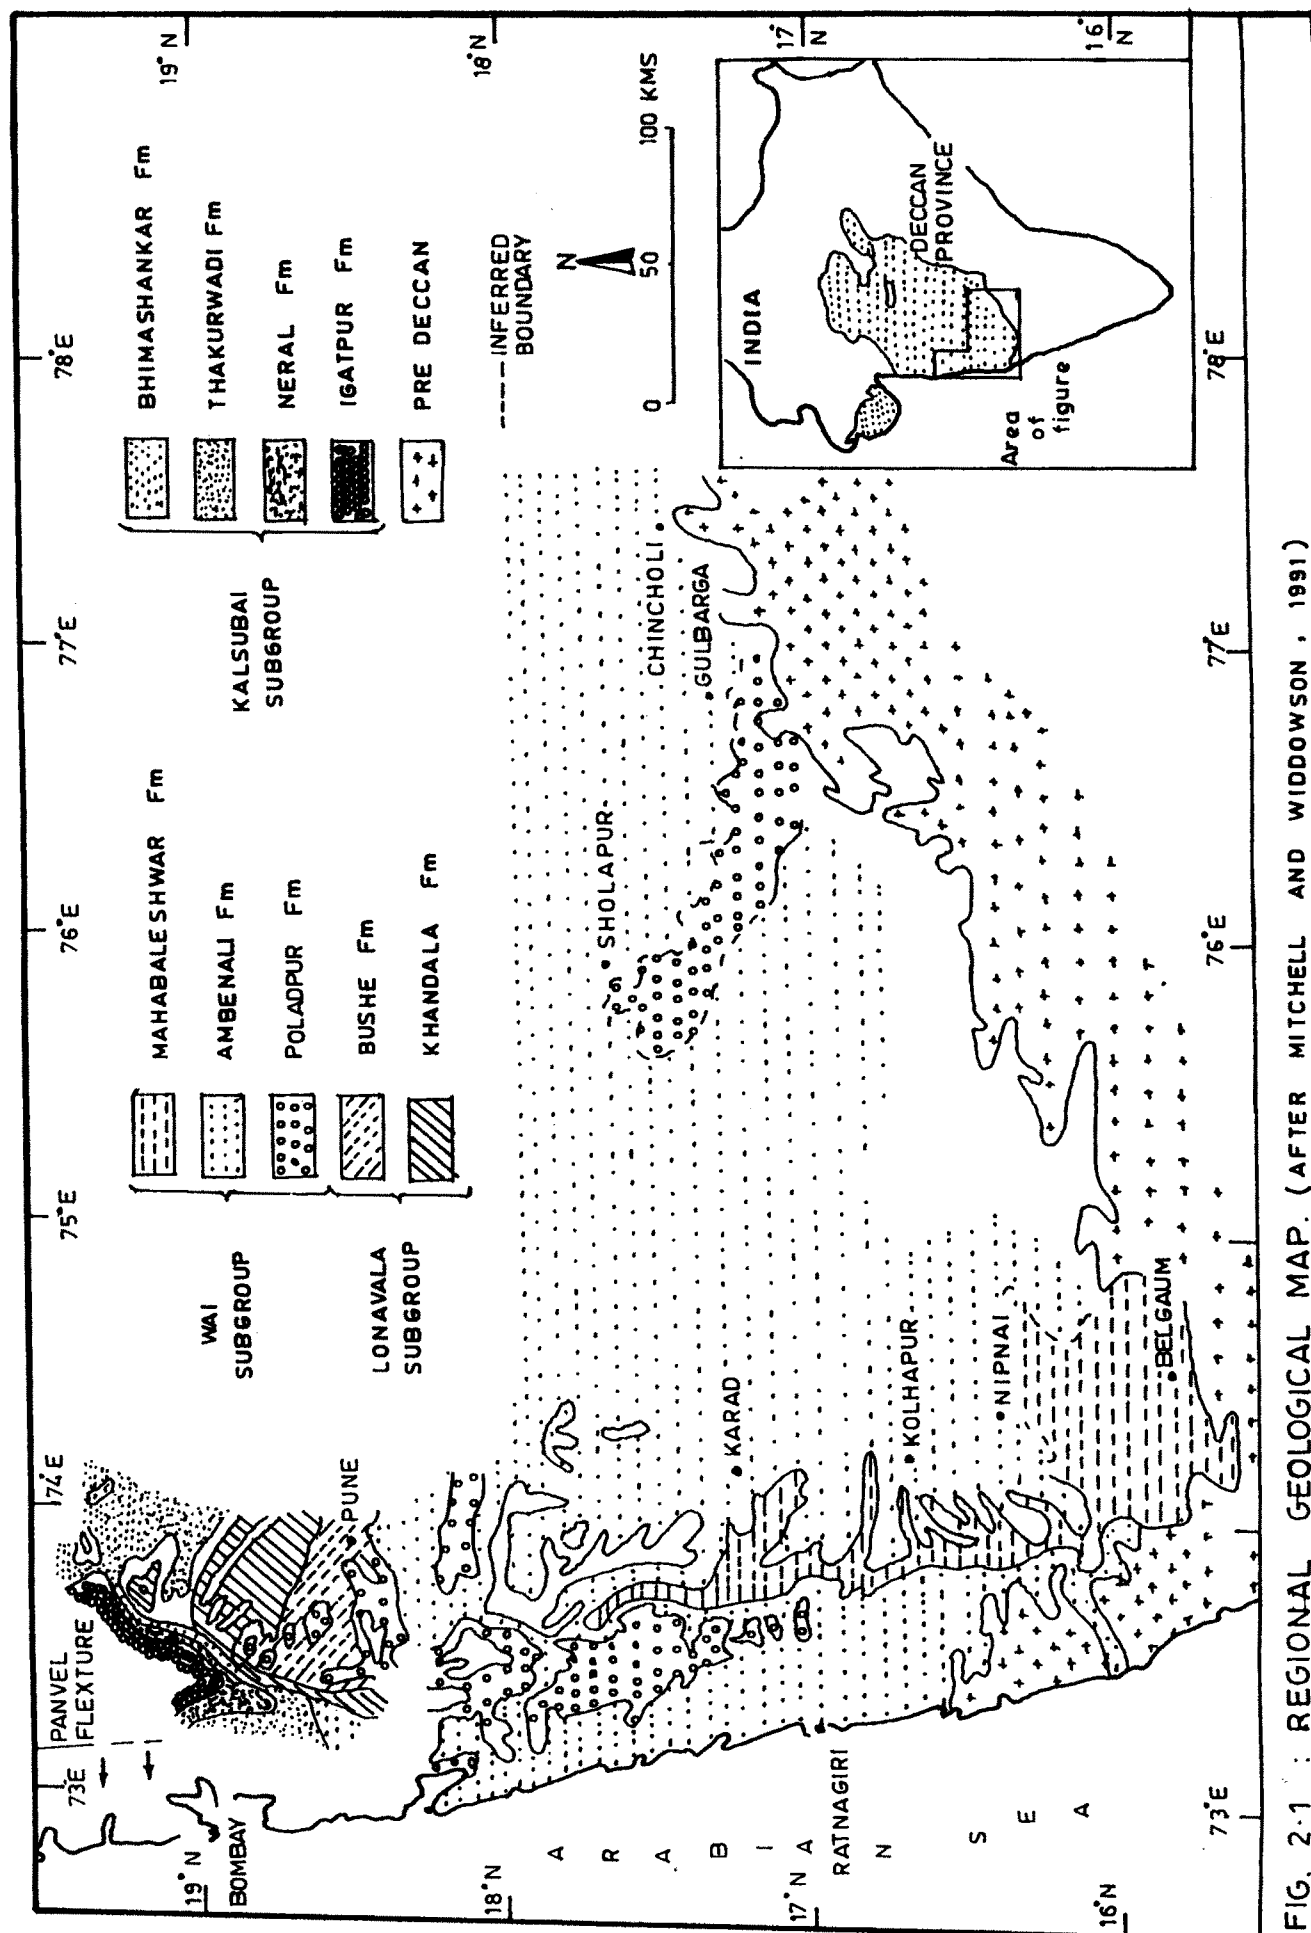 73°E
74°E
75°E
76°E
77°E
78°E
PANVEL
FLEXTURE
19°N
19°N
BOMBAY
PUNE
WAI
SUBGROUP
LONAVALA
SUBGROUP
MAHABALESHWAR Fm
AMBENALI Fm
POLADPUR Fm
BUSHE Fm
KHANDALA Fm
KALSUBAI
SUBGROUP
BHIMASHANKAR Fm
THAKURWADI Fm
NERAL Fm
IGATPUR Fm
PRE DECCAN
INFERRED
BOUNDARY
N
0
50
100 KMS
18°N
18°N
SHOLAPUR
CHINCHOLI
GULBARGA
KARAD
KOLHAPUR
NIPNAI
BELGAUM
RATNAGIRI
ARABIAN SEA
17°N
17°
N
16°N
16°
N
INDIA
DECCAN
PROVINCE
Area
of
figure
73°E
76°E
77°E
78°E
FIG. 2·1 : REGIONAL GEOLOGICAL MAP. (AFTER MITCHELL AND WIDDOWSON, 1991)